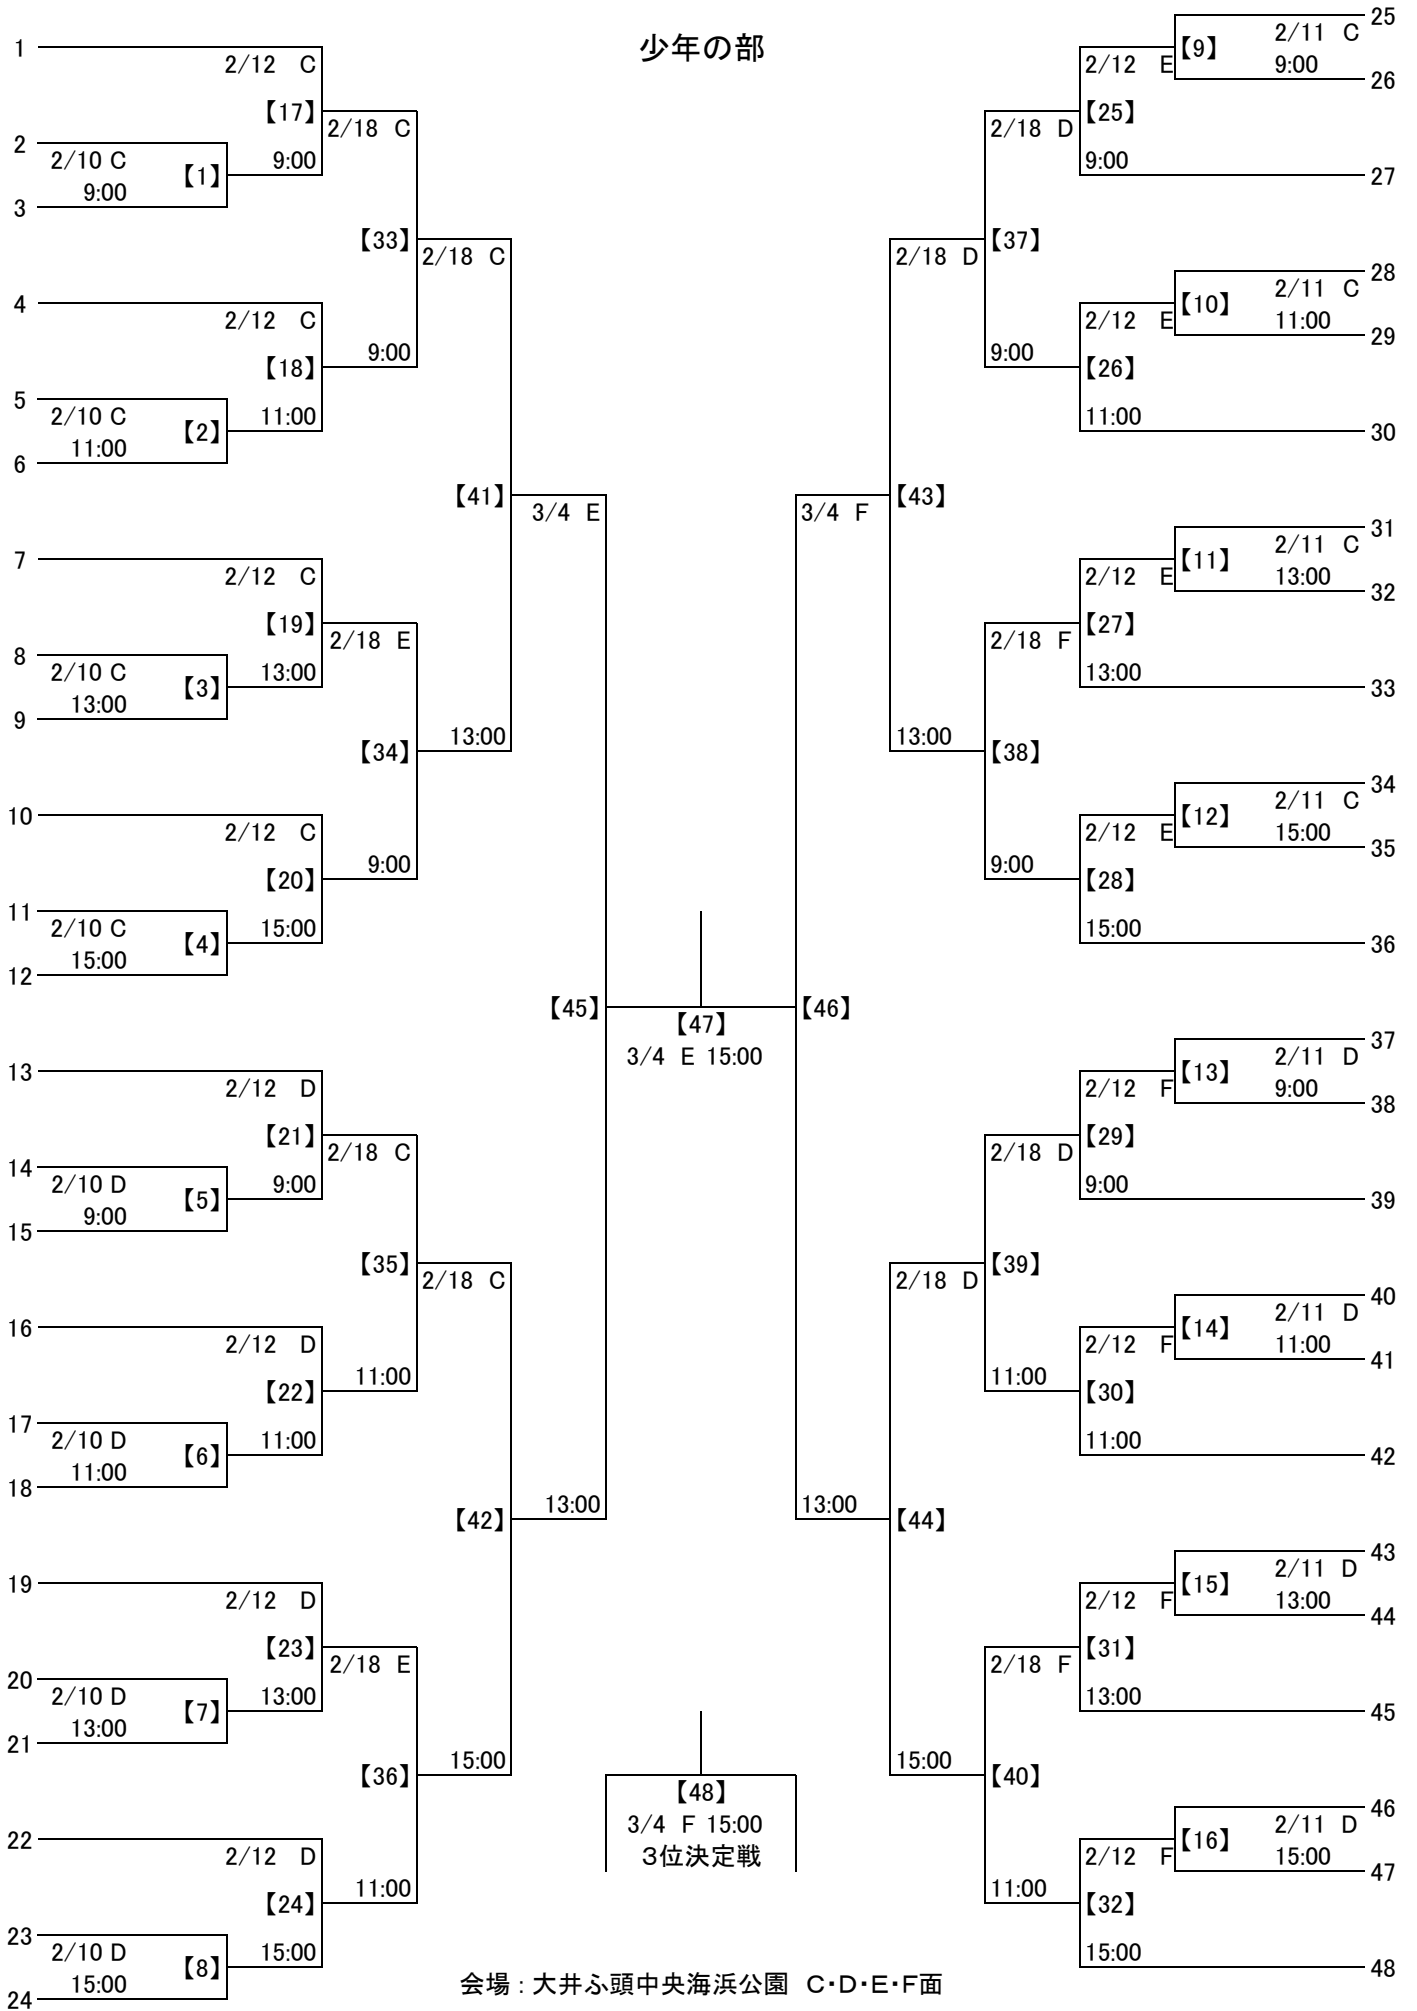 少年の部
1
2/12 C
【17】
2/18 C
2
2/10 C
【1】
9:00
9:00
3
【33】
2/18 C
4
2/12 C
【18】
9:00
5
2/10 C
【2】
11:00
11:00
6
【41】
3/4 E
7
2/12 C
【19】
2/18 E
8
2/10 C
【3】
13:00
13:00
9
【34】
13:00
10
2/12 C
【20】
9:00
11
2/10 C
【4】
15:00
15:00
12
【45】
13
2/12 D
【21】
2/18 C
14
2/10 D
【5】
9:00
9:00
15
【35】
2/18 C
16
2/12 D
【22】
11:00
17
2/10 D
【6】
11:00
11:00
18
【42】
13:00
19
2/12 D
【23】
2/18 E
20
2/10 D
【7】
13:00
13:00
21
【36】
15:00
22
2/12 D
【24】
11:00
23
2/10 D
【8】
15:00
15:00
24
【47】
3/4 E 15:00
【48】
3/4 F 15:00
3位決定戦
25
2/11 C
【9】
9:00
2/12 E
26
【25】
2/18 D
9:00
27
【37】
2/18 D
28
2/11 C
【10】
11:00
2/12 E
29
9:00
【26】
11:00
30
【43】
3/4 F
31
2/11 C
【11】
13:00
2/12 E
32
【27】
2/18 F
13:00
33
【38】
13:00
34
2/11 C
【12】
15:00
2/12 E
35
9:00
【28】
15:00
36
【46】
37
2/11 D
【13】
9:00
2/12 F
38
【29】
2/18 D
9:00
39
【39】
2/18 D
40
2/11 D
【14】
11:00
2/12 F
41
11:00
【30】
11:00
42
【44】
13:00
43
2/11 D
【15】
13:00
2/12 F
44
【31】
2/18 F
13:00
45
【40】
15:00
46
2/11 D
【16】
15:00
2/12 F
47
11:00
【32】
15:00
48
会場：大井ふ頭中央海浜公園 C・D・E・F面